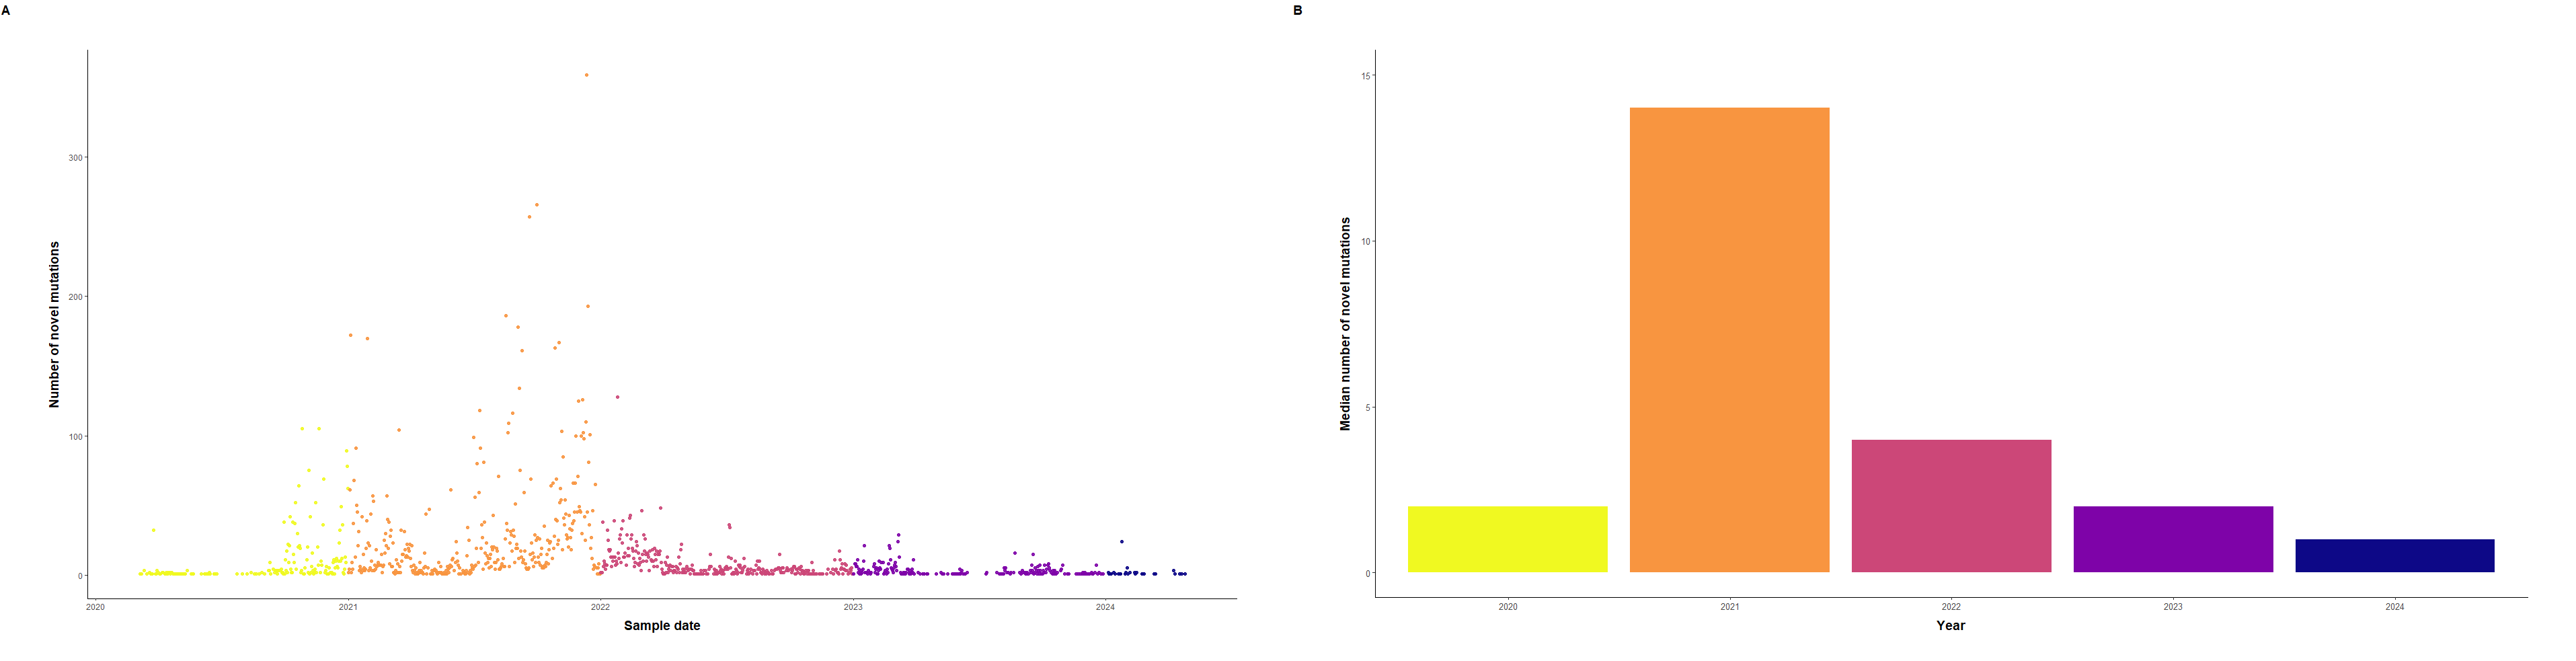 A
Number of novel mutations
300
200
100
0
2020 2021 2022 2023 2024
Sample date
B
Median number of novel mutations
15
10
5
0
2020 2021 2022 2023 2024
Year